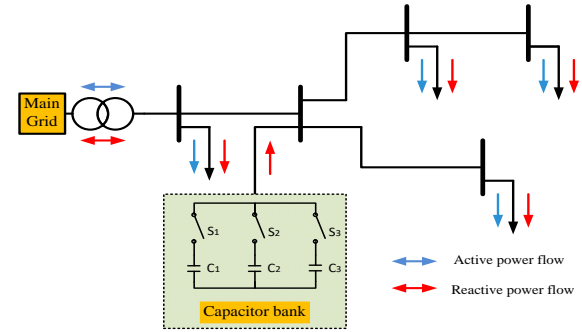 Main
Grid
S1 S2 S3
C1 C2 C3
Capacitor bank
Active power flow
Reactive power flow